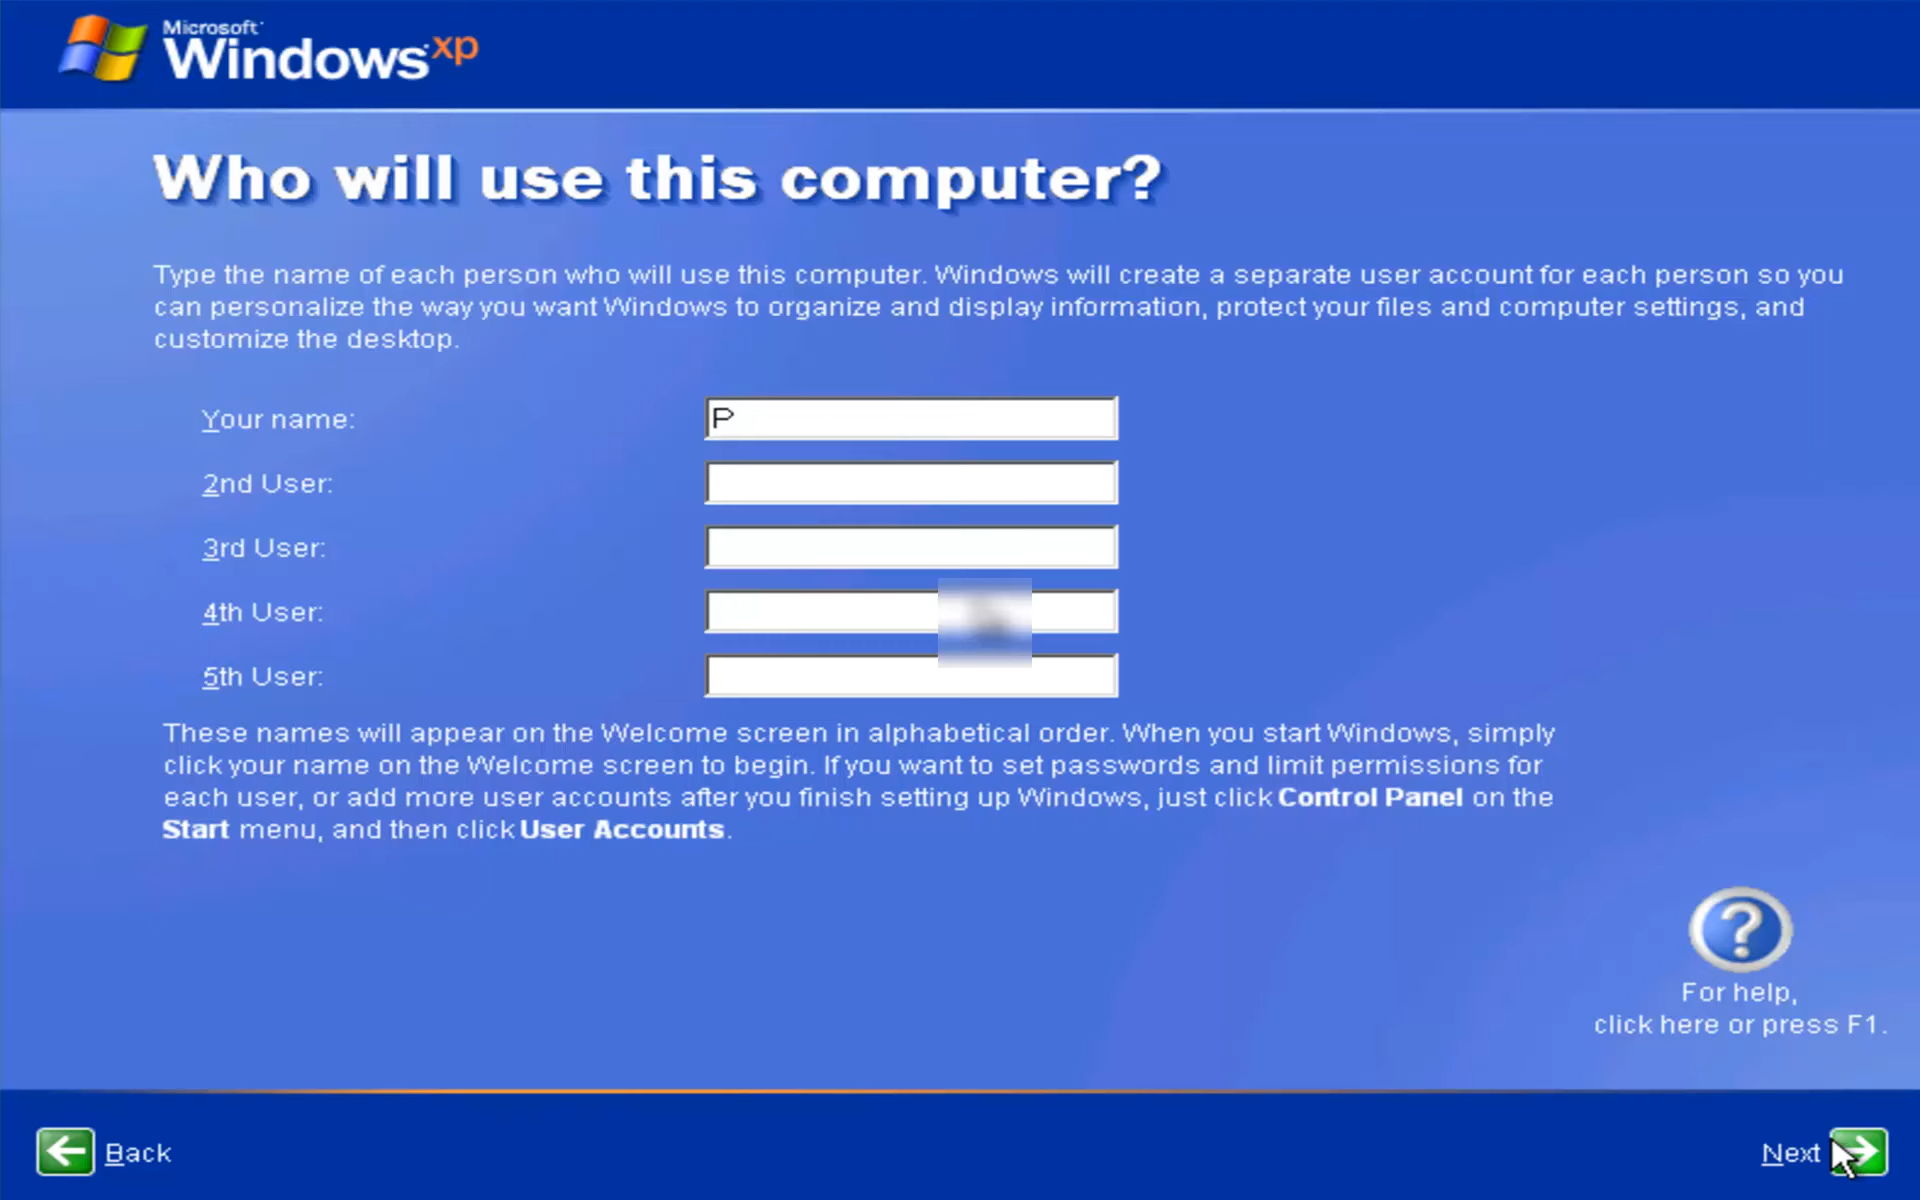 Microsoft
Windows xp
Who will use this computer?
Type the name of each person who will use this computer. Windows will create a separate user account for each person so you
can personalize the way you want Windows to organize and display information, protect your files and computer settings, and
customize the desktop.
Your name: P
2nd User:
3rd User:
4th User:
5th User:
These names will appear on the Welcome screen in alphabetical order. When you start Windows, simply
click your name on the Welcome screen to begin. If you want to set passwords and limit permissions for
each user, or add more user accounts after you finish setting up Windows, just click Control Panel on the
Start menu, and then click User Accounts.
For help,
click here or press F1.
Back
Next